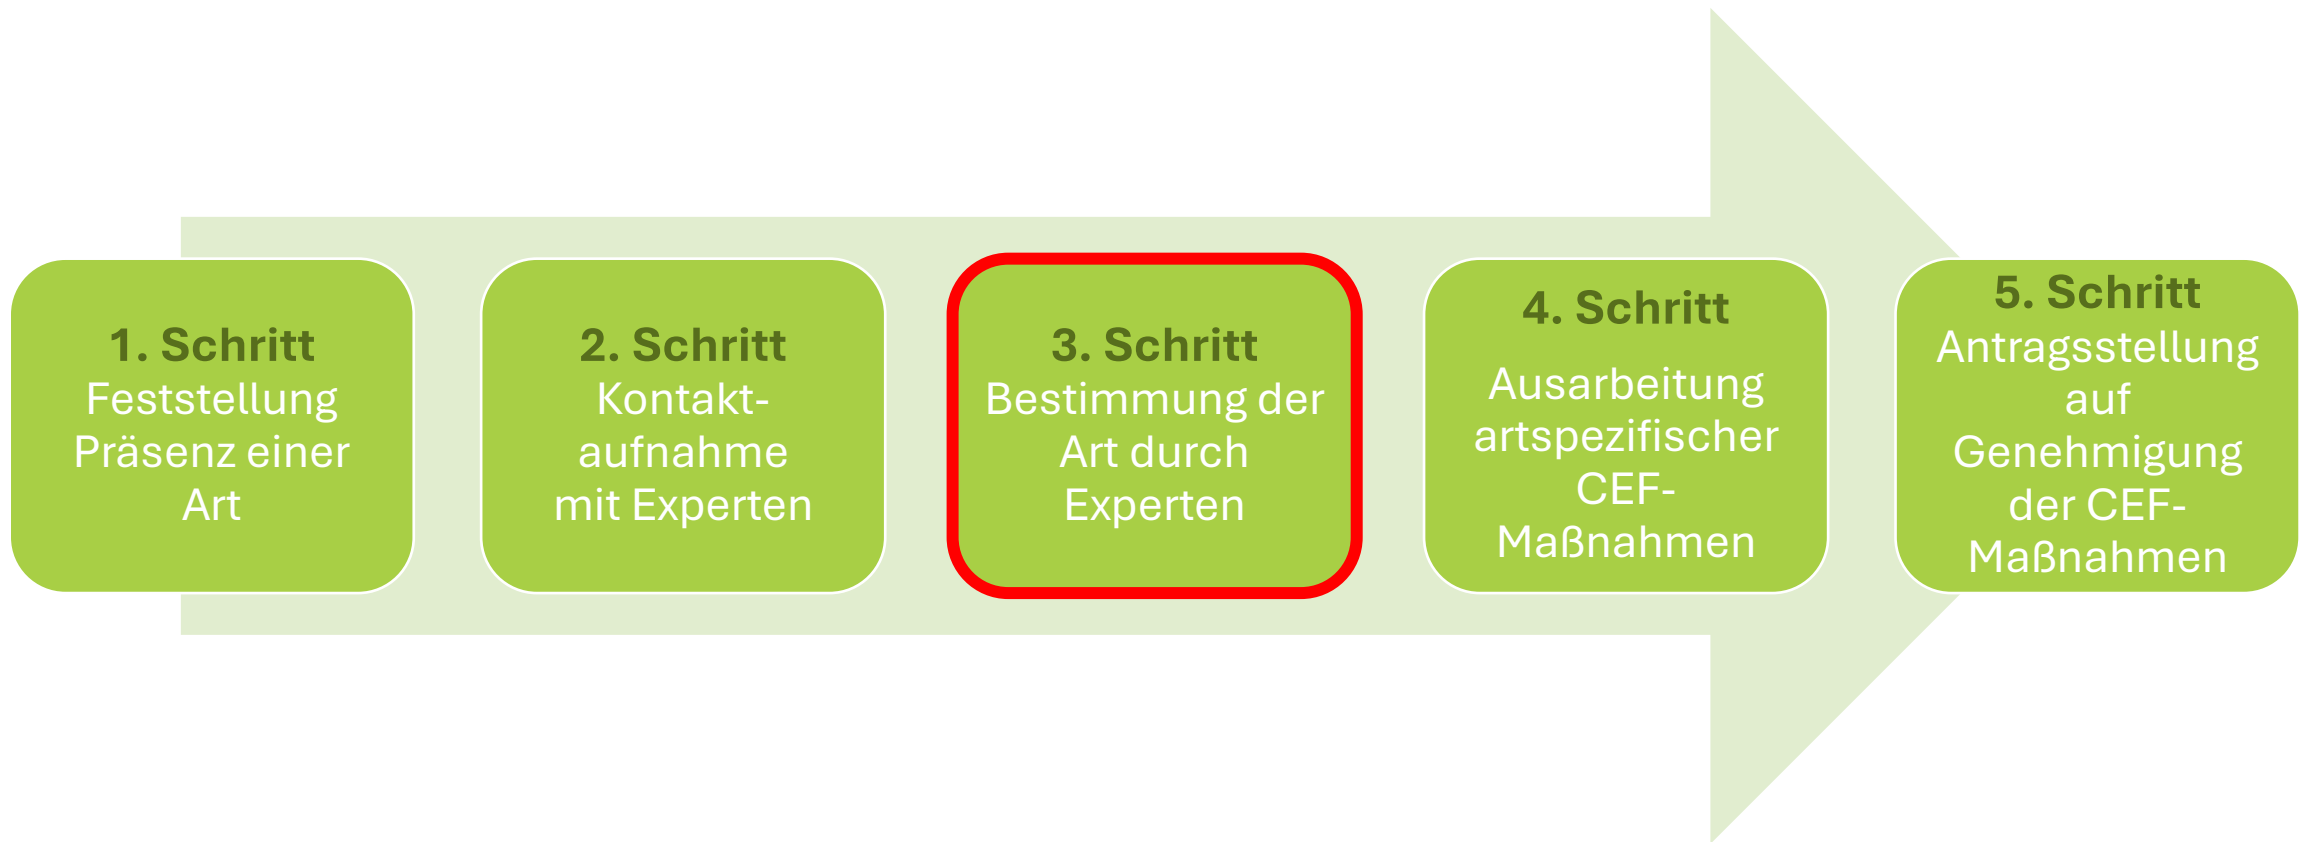 1. Schritt
Feststellung
Präsenz einer
Art
2. Schritt
Kontakt-
aufnahme
mit Experten
3. Schritt
Bestimmung der
Art durch
Experten
4. Schritt
Ausarbeitung
artspezifischer
CEF-
Maßnahmen
5. Schritt
Antragsstellung
auf
Genehmigung
der CEF-
Maßnahmen